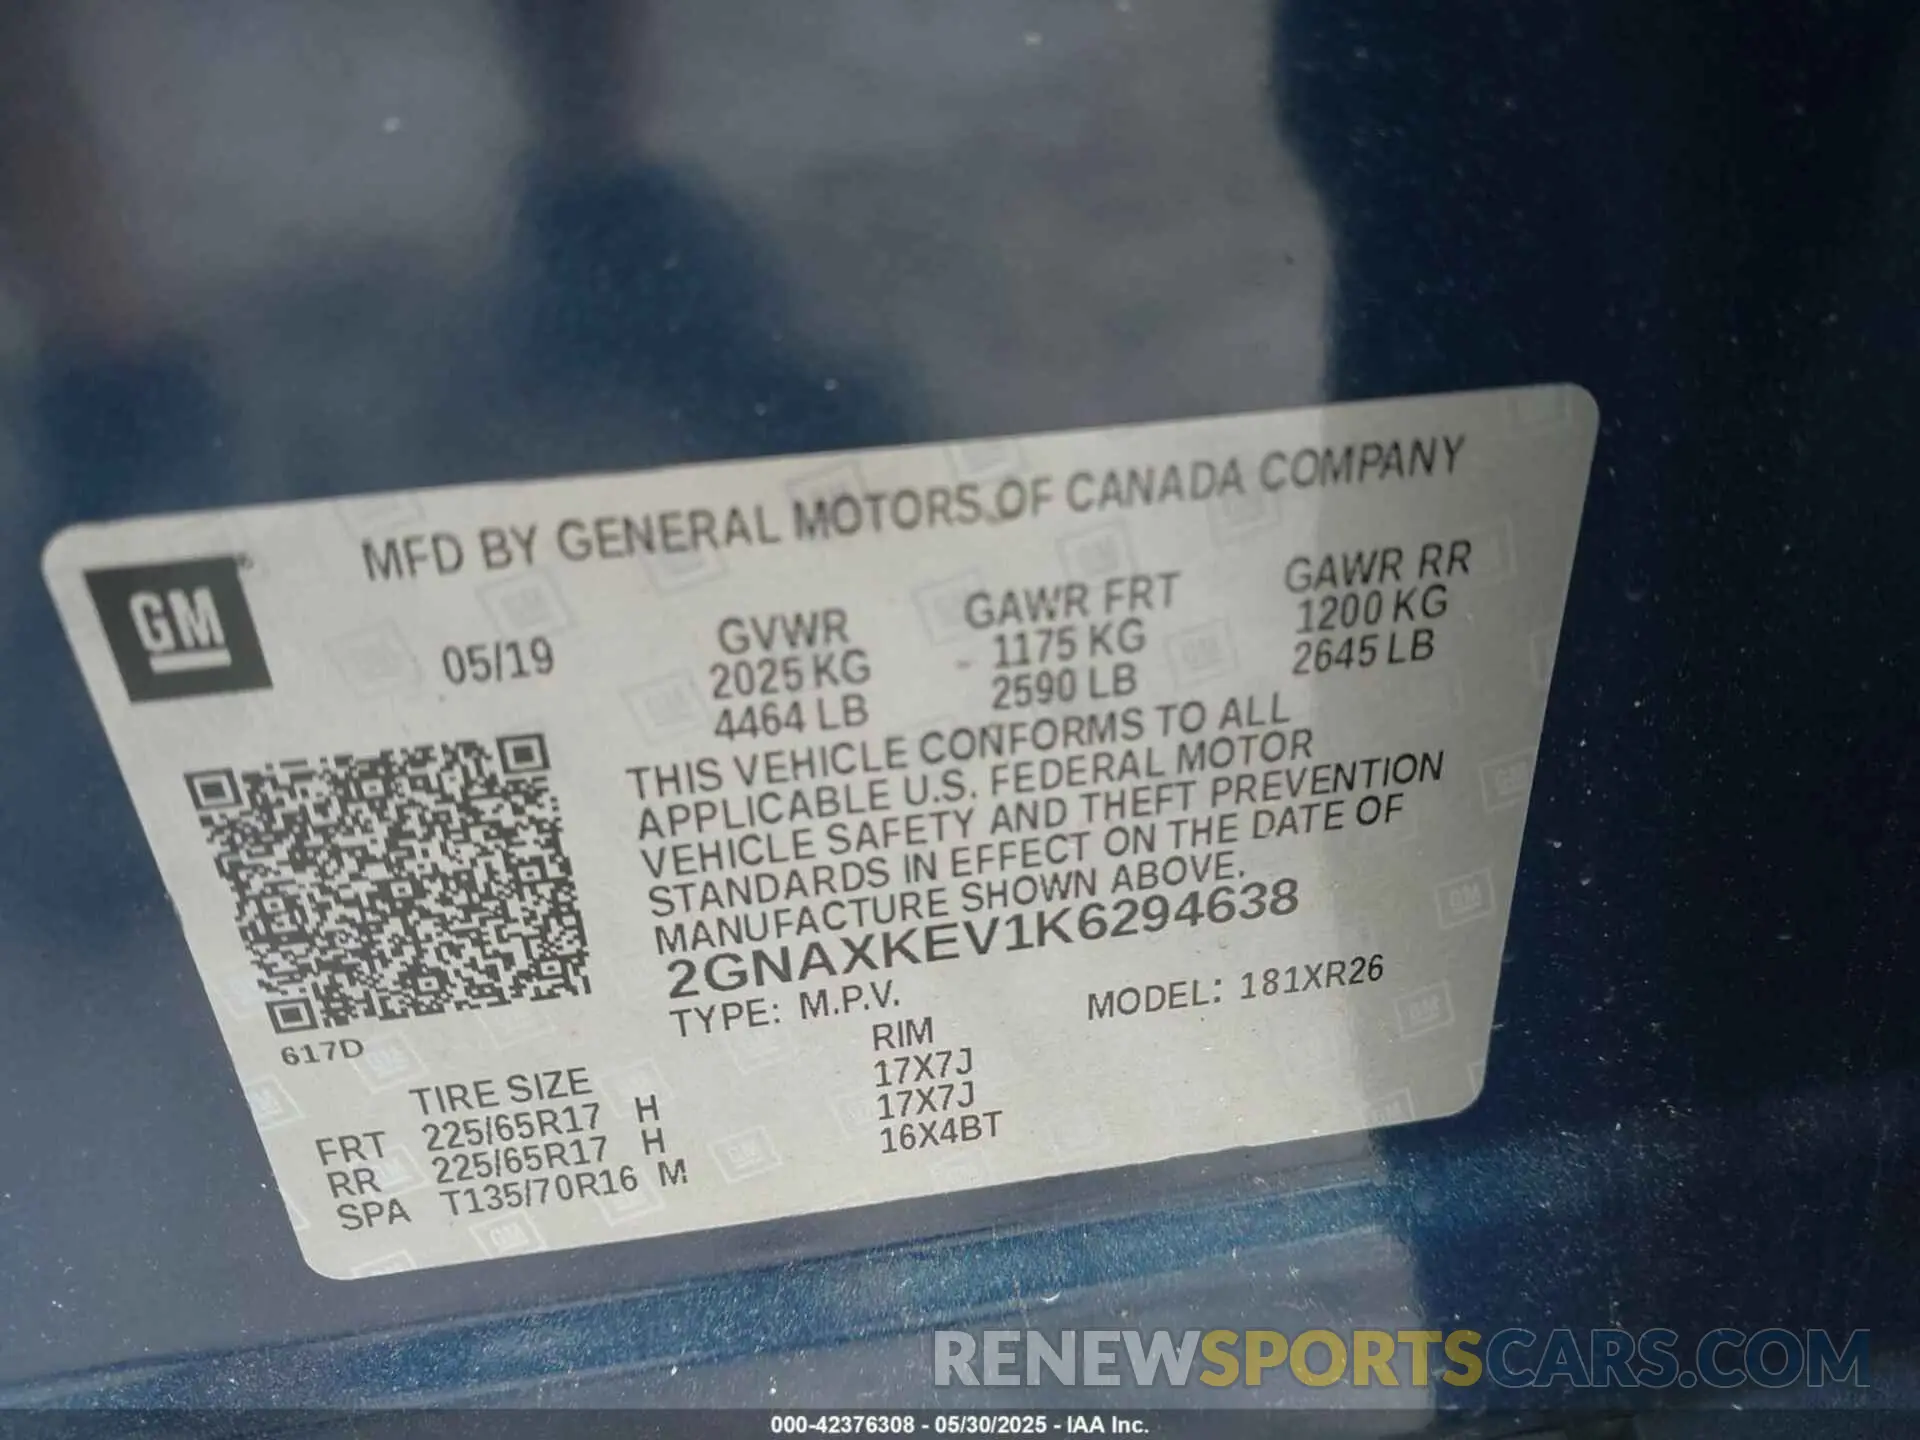 MFD BY GENERAL MOTORS OF CANADA COMPANY
GM
05/19
GVWR
2025 KG
4464 LB
GAWR FRT
1175 KG
2590 LB
GAWR RR
1200 KG
2645 LB
THIS VEHICLE CONFORMS TO ALL
APPLICABLE U.S. FEDERAL MOTOR
VEHICLE SAFETY AND THEFT PREVENTION
STANDARDS IN EFFECT ON THE DATE OF
MANUFACTURE SHOWN ABOVE.
2GNAXKEV1K6294638
TYPE: M.P.V. MODEL: 181XR26
617D
TIRE SIZE RIM
FRT 225/65R17 H 17X7J
RR 225/65R17 H 17X7J
SPA T135/70R16 M 16X4BT
RENEWSPORTSCARS.COM
000-42376308 - 05/30/2025 - IAA Inc.